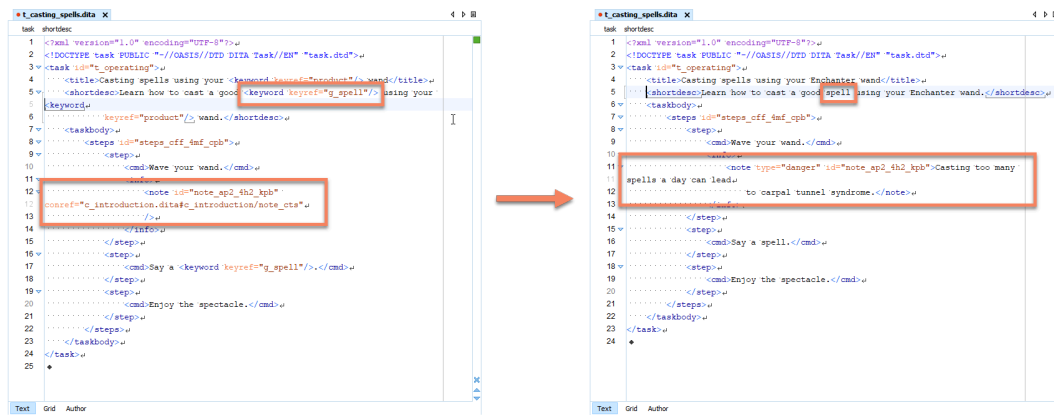 t_casting_spells.dita
task shortdesc
1 <?xml version="1.0" encoding="UTF-8"?>
2 <!DOCTYPE task PUBLIC "-//OASIS//DTD DITA Task//EN" "task.dtd">
3 <task id="t_operating">
4 <title>Casting spells using your <keyword keyref="product"/> wand</title>
5 <shortdesc>Learn how to cast a good <keyword keyref="g_spell"/> using your
5 <keyword
6 keyref="product"/> wand.</shortdesc>
7 <taskbody>
8 <steps id="steps_cff_4mf_cpb">
9 <step>
10 <cmd>Wave your wand.</cmd>
11 <info>
12 <note id="note_ap2_4h2_kpb"
12 conref="c_introduction.dita#c_introduction/note_cts"
13 />
14 </info>
15 </step>
16 <step>
17 <cmd>Say a <keyword keyref="g_spell"/>.</cmd>
18 </step>
19 <step>
20 <cmd>Enjoy the spectacle.</cmd>
21 </step>
22 </steps>
23 </taskbody>
24 </task>
25
Text Grid Author
t_casting_spells.dita
task shortdesc
1 <?xml version="1.0" encoding="UTF-8"?>
2 <!DOCTYPE task PUBLIC "-//OASIS//DTD DITA Task//EN" "task.dtd">
3 <task id="t_operating">
4 <title>Casting spells using your Enchanter wand</title>
5 <shortdesc>Learn how to cast a good spell using your Enchanter wand.</shortdesc>
6 <taskbody>
7 <steps id="steps_cff_4mf_cpb">
8 <step>
9 <cmd>Wave your wand.</cmd>
10 <info>
11 <note type="danger" id="note_ap2_4h2_kpb">Casting too many
11 spells a day can lead
12 to carpal tunnel syndrome.</note>
13 </info>
14 </step>
15 <step>
16 <cmd>Say a spell.</cmd>
17 </step>
18 <step>
19 <cmd>Enjoy the spectacle.</cmd>
20 </step>
21 </steps>
22 </taskbody>
23 </task>
24
Text Grid Author